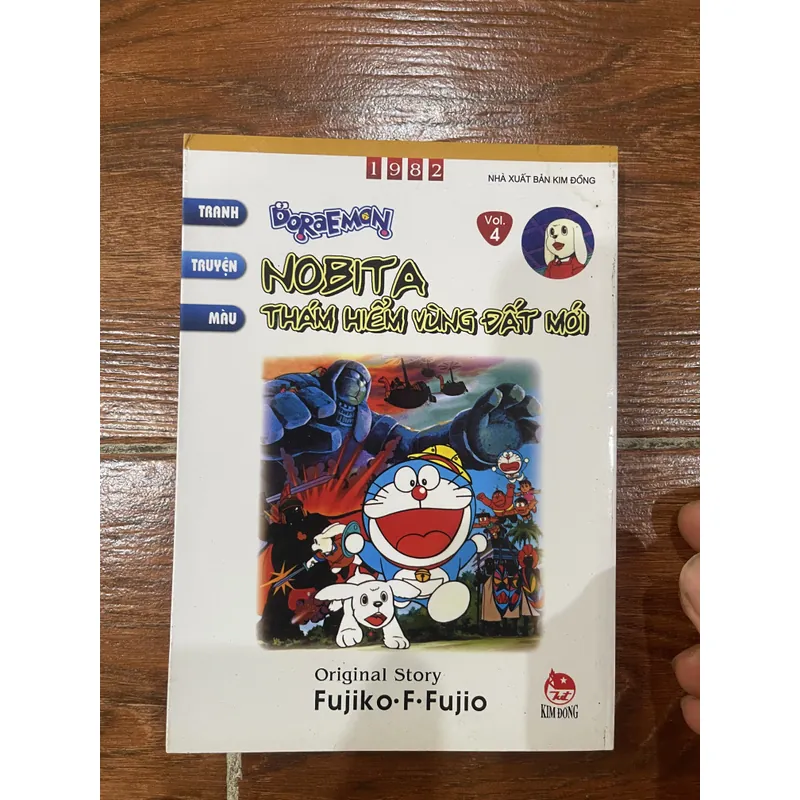 1982
NHÀ XUẤT BẢN KIM ĐỒNG
TRANH
TRUYỆN
MÀU
DORAEMON
Vol.
4
NOBITA
THÁM HIỂM VÙNG ĐẤT MỚI
Original Story
Fujiko·F·Fujio
KIM ĐỒNG